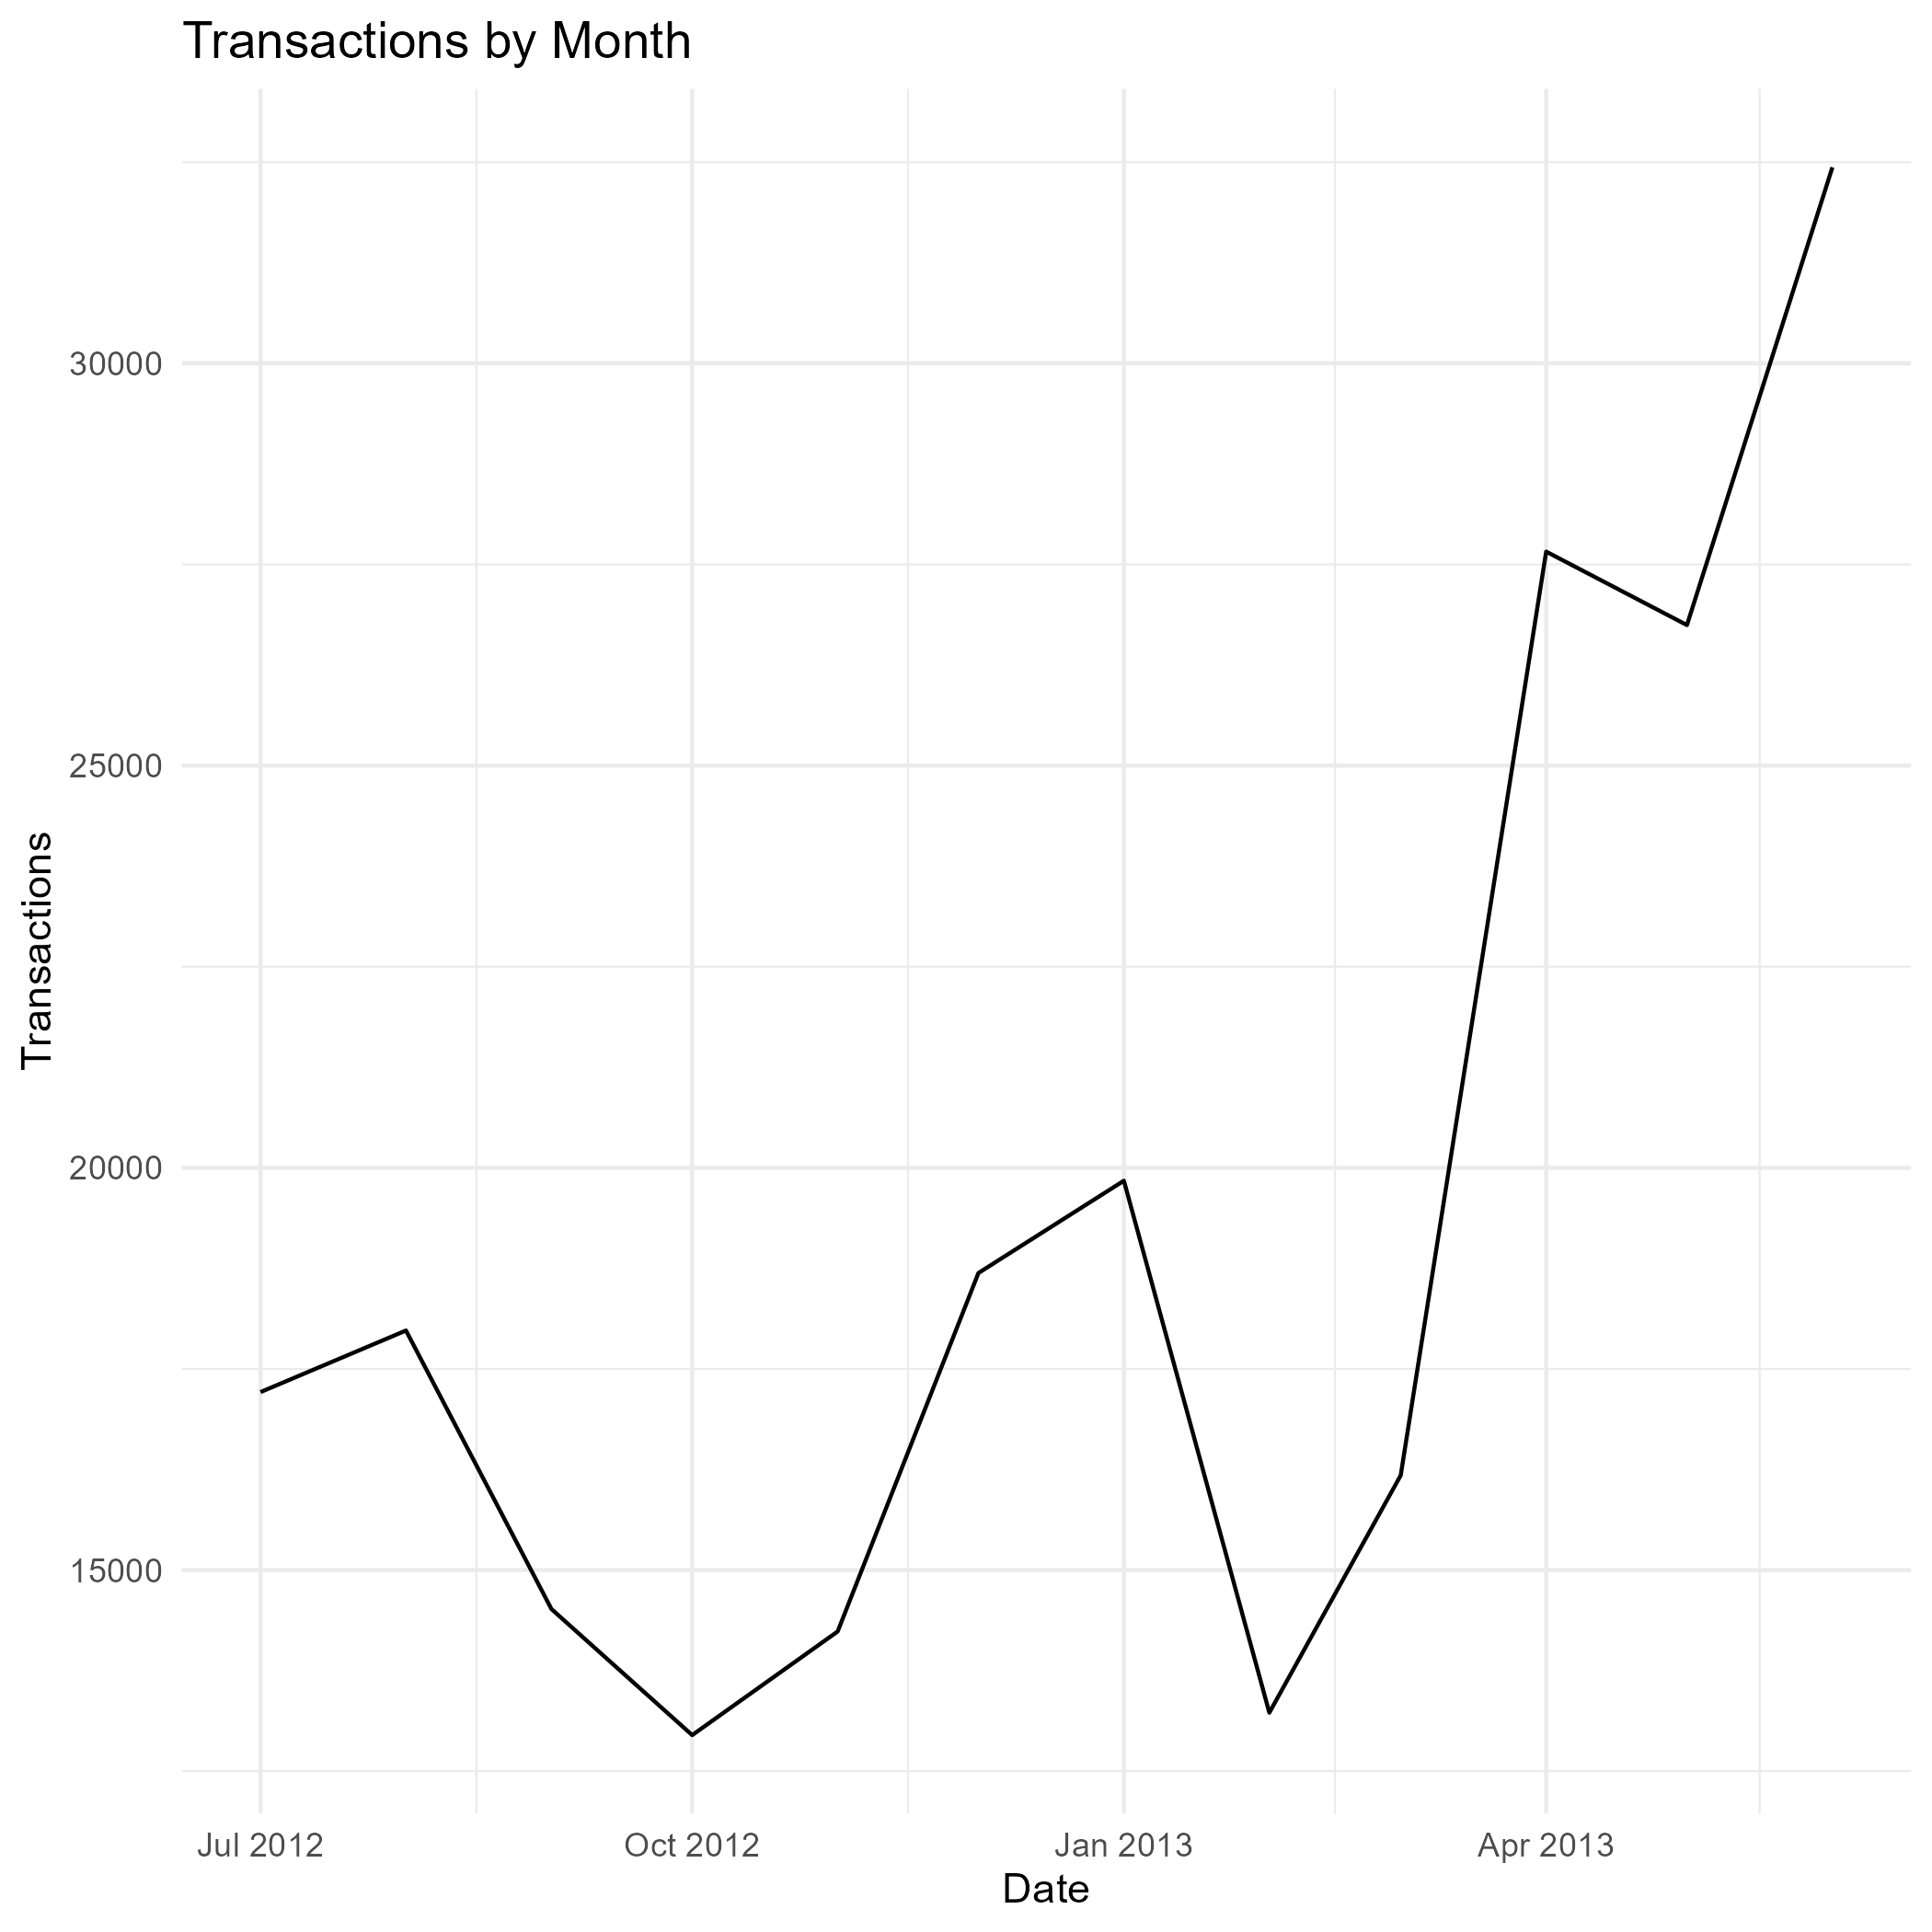 Transactions by Month
Transactions
30000
25000
20000
15000
Jul 2012
Oct 2012
Jan 2013
Apr 2013
Date